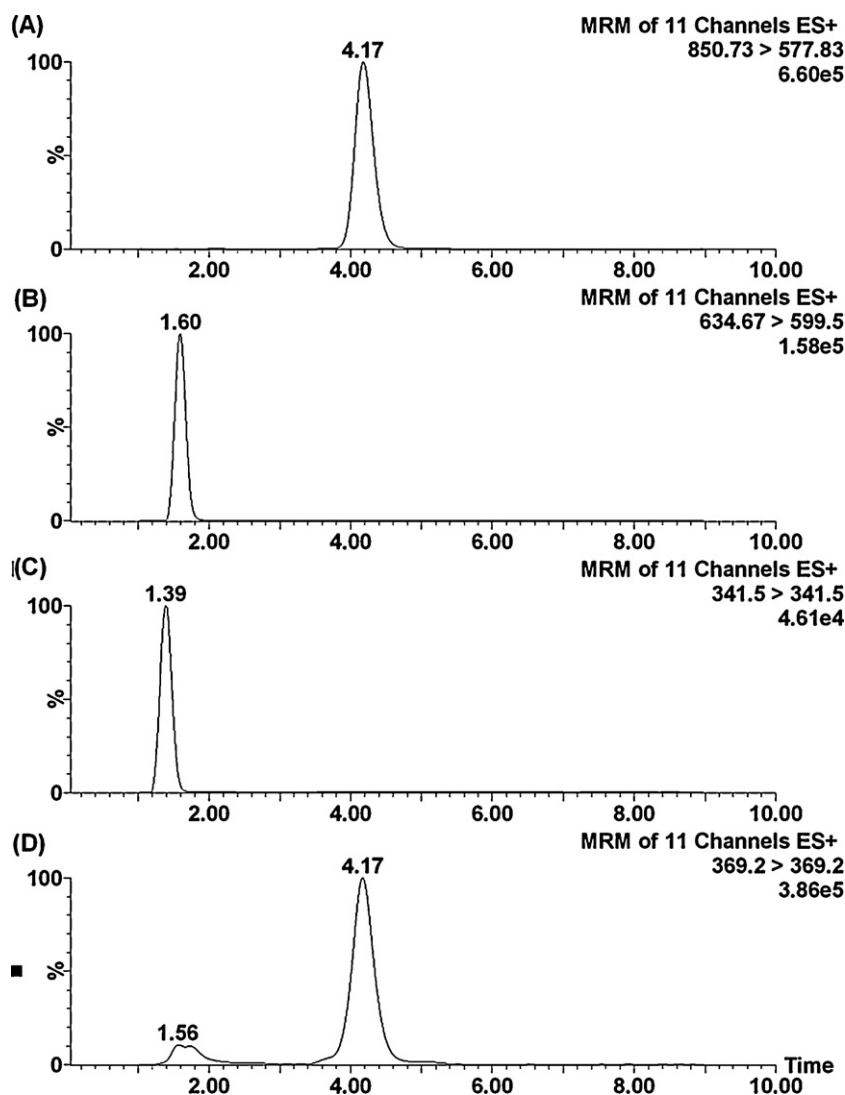 (A)
MRM of 11 Channels ES+
850.73 > 577.83
6.60e5
4.17
100
%
0
2.00 4.00 6.00 8.00 10.00
(B)
MRM of 11 Channels ES+
634.67 > 599.5
1.58e5
1.60
100
%
0
2.00 4.00 6.00 8.00 10.00
(C)
MRM of 11 Channels ES+
341.5 > 341.5
4.61e4
1.39
100
%
0
2.00 4.00 6.00 8.00 10.00
(D)
MRM of 11 Channels ES+
369.2 > 369.2
3.86e5
4.17
100
%
1.56
0
Time
2.00 4.00 6.00 8.00 10.00